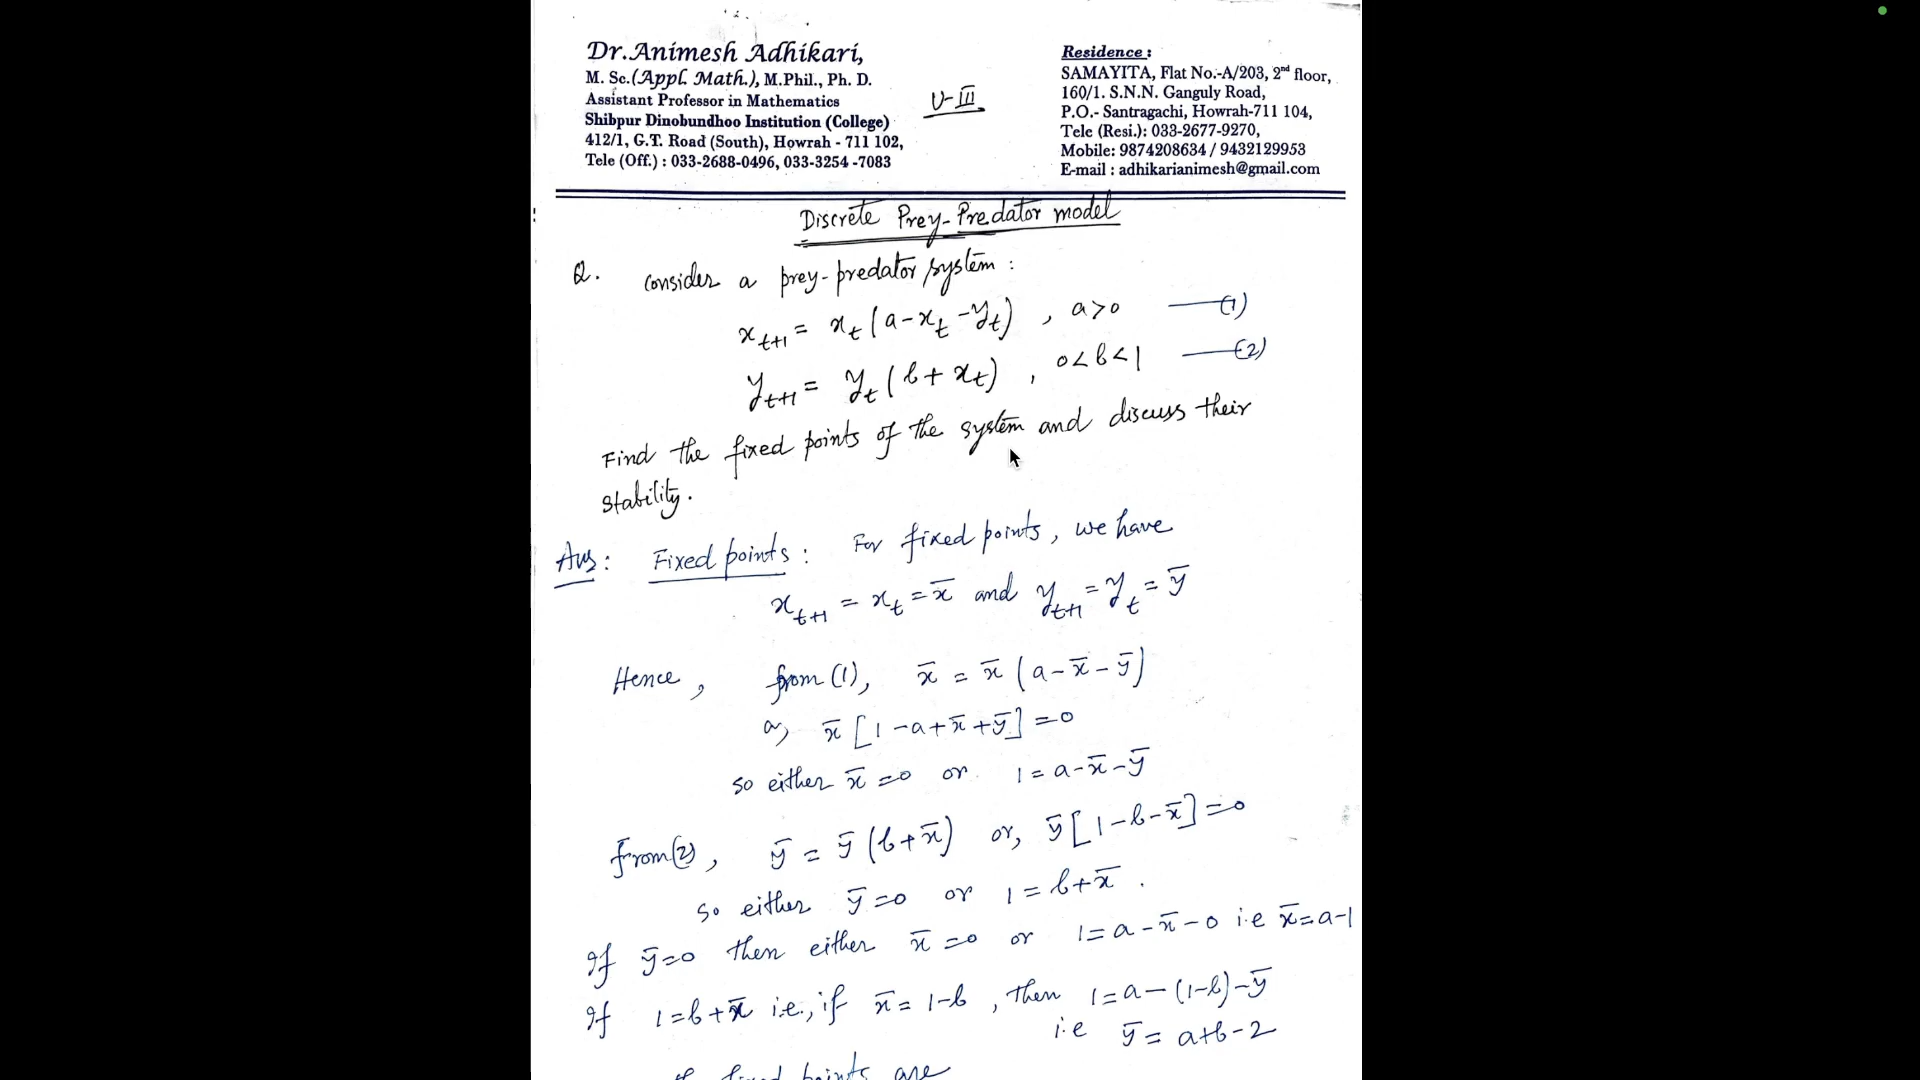 Dr. Animesh Adhikari,
M. Sc.(Appl. Math.), M.Phil., Ph. D.
Assistant Professor in Mathematics
Shibpur Dinobundhoo Institution (College)
412/1, G.T. Road (South), Howrah - 711 102,
Tele (Off.) : 033-2688-0496, 033-3254 -7083
U-III
Residence :
SAMAYITA, Flat No.-A/203, 2nd floor,
160/1. S.N.N. Ganguly Road,
P.O.- Santragachi, Howrah-711 104,
Tele (Resi.): 033-2677-9270,
Mobile: 9874208634 / 9432129953
E-mail : adhikarianimesh@gmail.com
Discrete Prey-Predator model
Q. Consider a prey-predator system :
x_{t+1} = x_t (a - x_t - y_t) , a>0 —(1)
y_{t+1} = y_t (b + x_t) , 0<b<1 —(2)
Find the fixed points of the system and discuss their
stability.
Ans : Fixed points : For fixed points, we have
x_{t+1} = x_t = x̄ and y_{t+1} = y_t = ȳ
Hence, from (1), x̄ = x̄ (a - x̄ - ȳ)
or, x̄ [1 - a + x̄ + ȳ] = 0
so either x̄ = 0 or 1 = a - x̄ - ȳ
From (2), ȳ = ȳ (b + x̄) or, ȳ [1 - b - x̄] = 0
so either ȳ = 0 or 1 = b + x̄ .
If ȳ = 0 then either x̄ = 0 or 1 = a - x̄ - 0 i.e x̄ = a-1
If 1 = b + x̄ i.e., if x̄ = 1-b , then 1 = a - (1-b) - ȳ
i.e ȳ = a+b-2
fixed points are